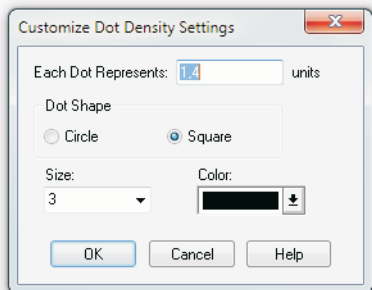 Customize Dot Density Settings
Each Dot Represents: 1,4 units
Dot Shape
Circle Square
Size: Color:
3
OK Cancel Help